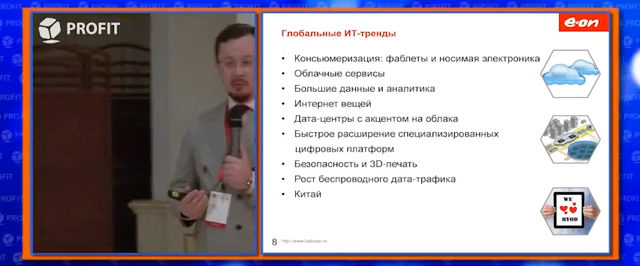 PROFIT
e·on
Глобальные ИТ-тренды
• Консьюмеризация: фаблеты и носимая электроника
• Облачные сервисы
• Большие данные и аналитика
• Интернет вещей
• Дата-центры с акцентом на облака
• Быстрое расширение специализированных
цифровых платформ
• Безопасность и 3D-печать
• Рост беспроводного дата-трафика
• Китай
WE
BYOD
8